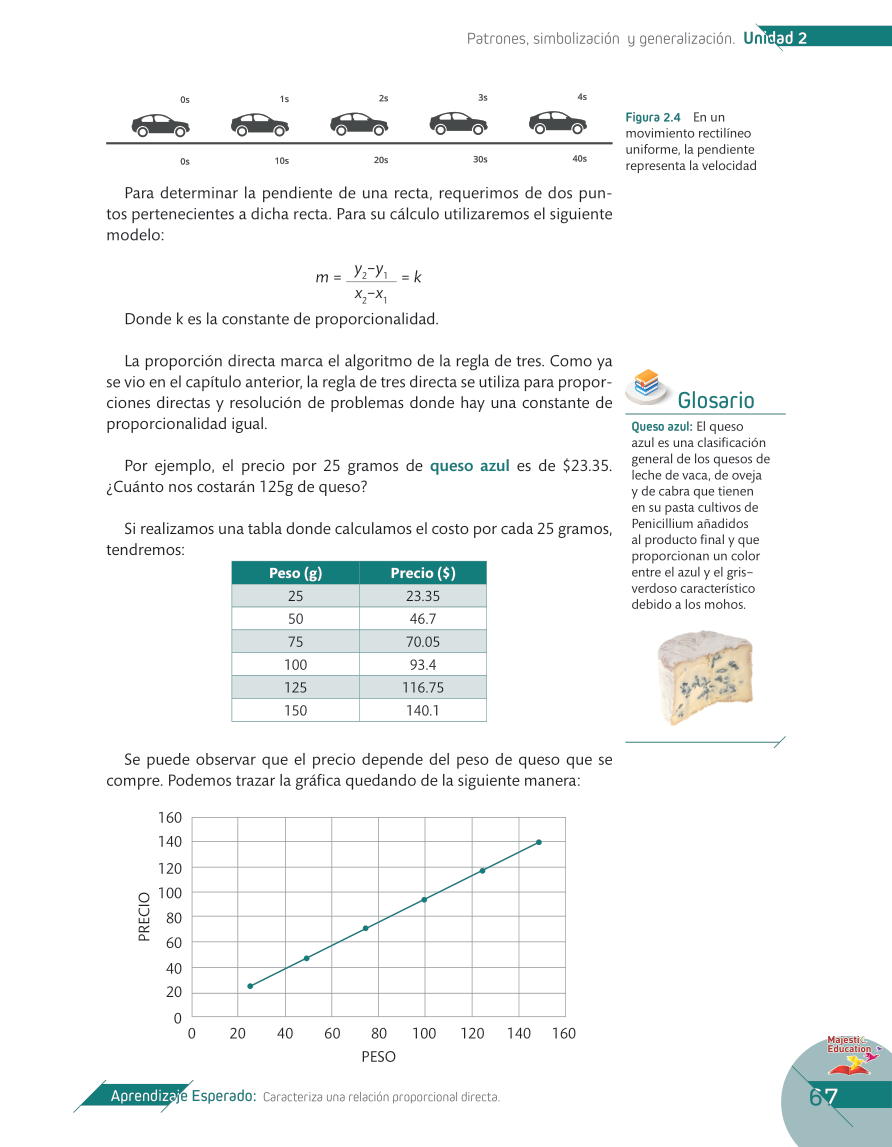 Patrones, simbolización y generalización. Unidad 2
0s 1s 2s 3s 4s
0s 10s 20s 30s 40s
Figura 2.4 En un
movimiento rectilíneo
uniforme, la pendiente
representa la velocidad
Para determinar la pendiente de una recta, requerimos de dos pun-
tos pertenecientes a dicha recta. Para su cálculo utilizaremos el siguiente
modelo:
m = y₂–y₁ / x₂–x₁ = k
Donde k es la constante de proporcionalidad.
La proporción directa marca el algoritmo de la regla de tres. Como ya
se vio en el capítulo anterior, la regla de tres directa se utiliza para propor-
ciones directas y resolución de problemas donde hay una constante de
proporcionalidad igual.
Por ejemplo, el precio por 25 gramos de queso azul es de $23.35.
¿Cuánto nos costarán 125g de queso?
Si realizamos una tabla donde calculamos el costo por cada 25 gramos,
tendremos:
Peso (g) Precio ($)
25 23.35
50 46.7
75 70.05
100 93.4
125 116.75
150 140.1
Glosario
Queso azul: El queso
azul es una clasificación
general de los quesos de
leche de vaca, de oveja
y de cabra que tienen
en su pasta cultivos de
Penicillium añadidos
al producto final y que
proporcionan un color
entre el azul y el gris–
verdoso característico
debido a los mohos.
Se puede observar que el precio depende del peso de queso que se
compre. Podemos trazar la gráfica quedando de la siguiente manera:
PRECIO
160
140
120
100
80
60
40
20
0
0 20 40 60 80 100 120 140 160
PESO
Majestic
Education
Aprendizaje Esperado: Caracteriza una relación proporcional directa.
67